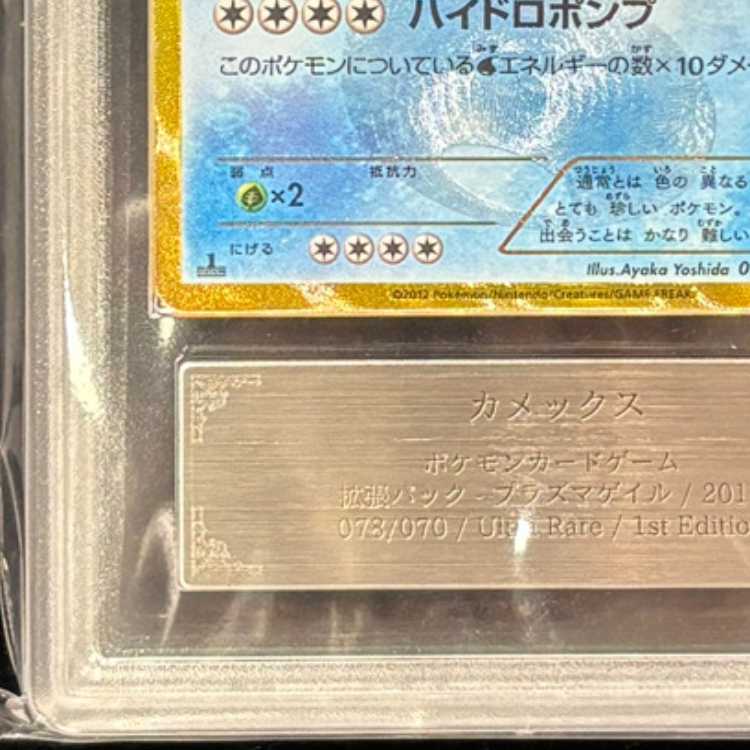 ハイドロポンプ
このポケモンについているエネルギーの数×10ダメ
弱点 抵抗力
×2
通常とは 色の 異なる
とても 珍しい ポケモン。
出会うことは かなり 難しい
にげる
1
Illus.Ayaka Yoshida 0
©2012 Pokémon/Nintendo/Creatures/GAME FREAK.
カメックス
ポケモンカードゲーム
拡張パック - プラズマゲイル / 201
073/070 / Ultra Rare / 1st Editio